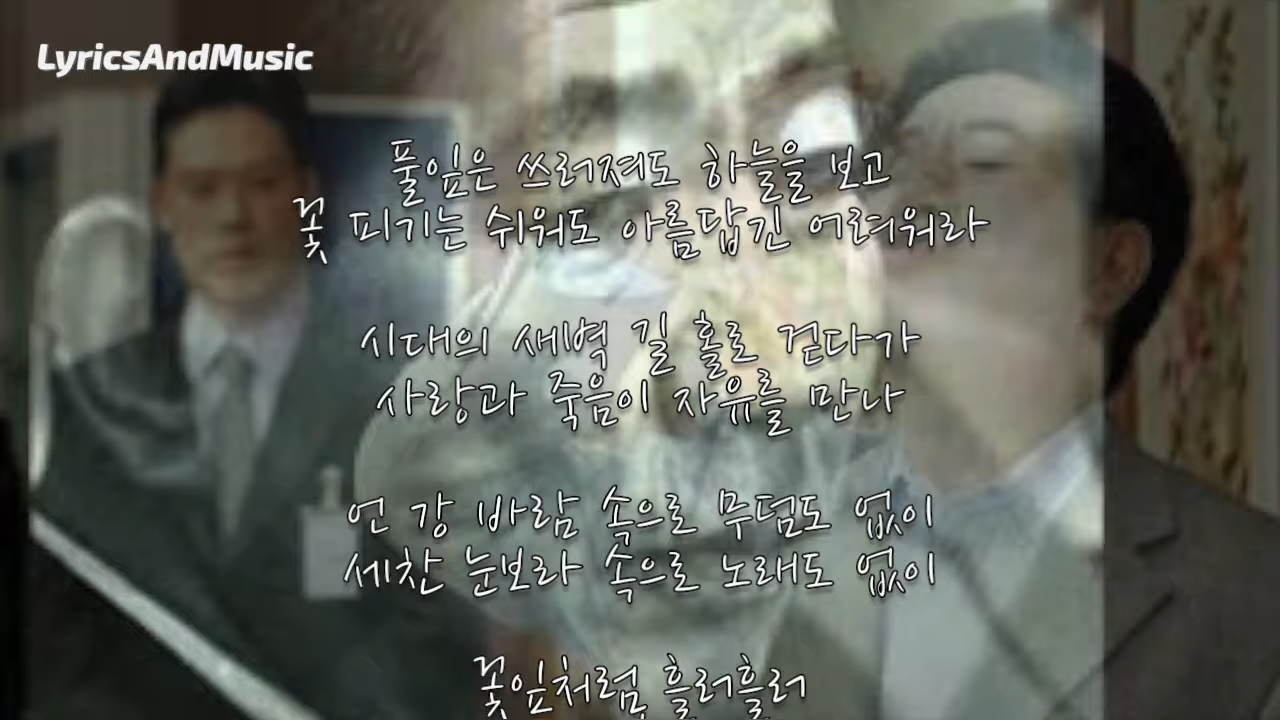 LyricsAndMusic
풀잎은 쓰러져도 하늘을 보고
꽃 피기는 쉬워도 아름답긴 어려워라
시대의 새벽 길 홀로 걷다가
사랑과 죽음이 자유를 만나
언 강 바람 속으로 무덤도 없이
세찬 눈보라 속으로 노래도 없이
꽃잎처럼 흘러흘러